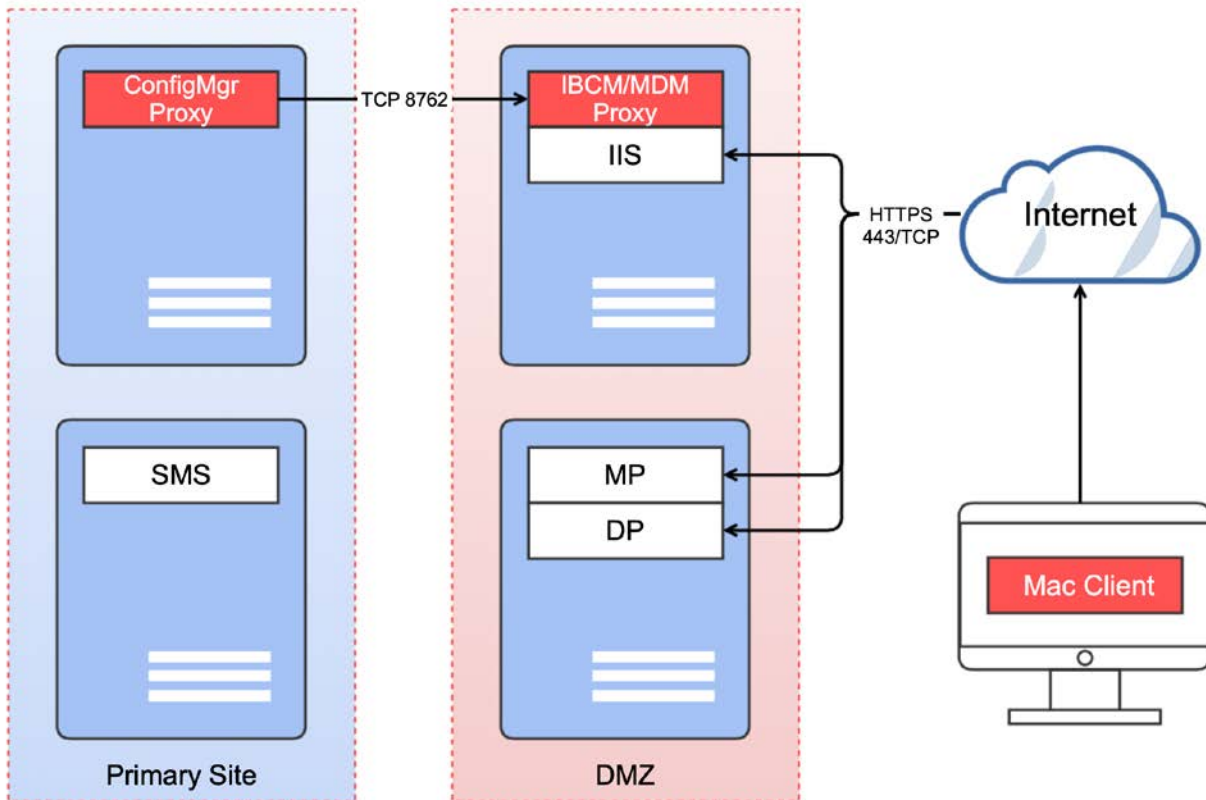 ConfigMgr
Proxy
TCP 8762
IBCM/MDM
Proxy
IIS
HTTPS
443/TCP
Internet
SMS
MP
DP
Mac Client
Primary Site
DMZ